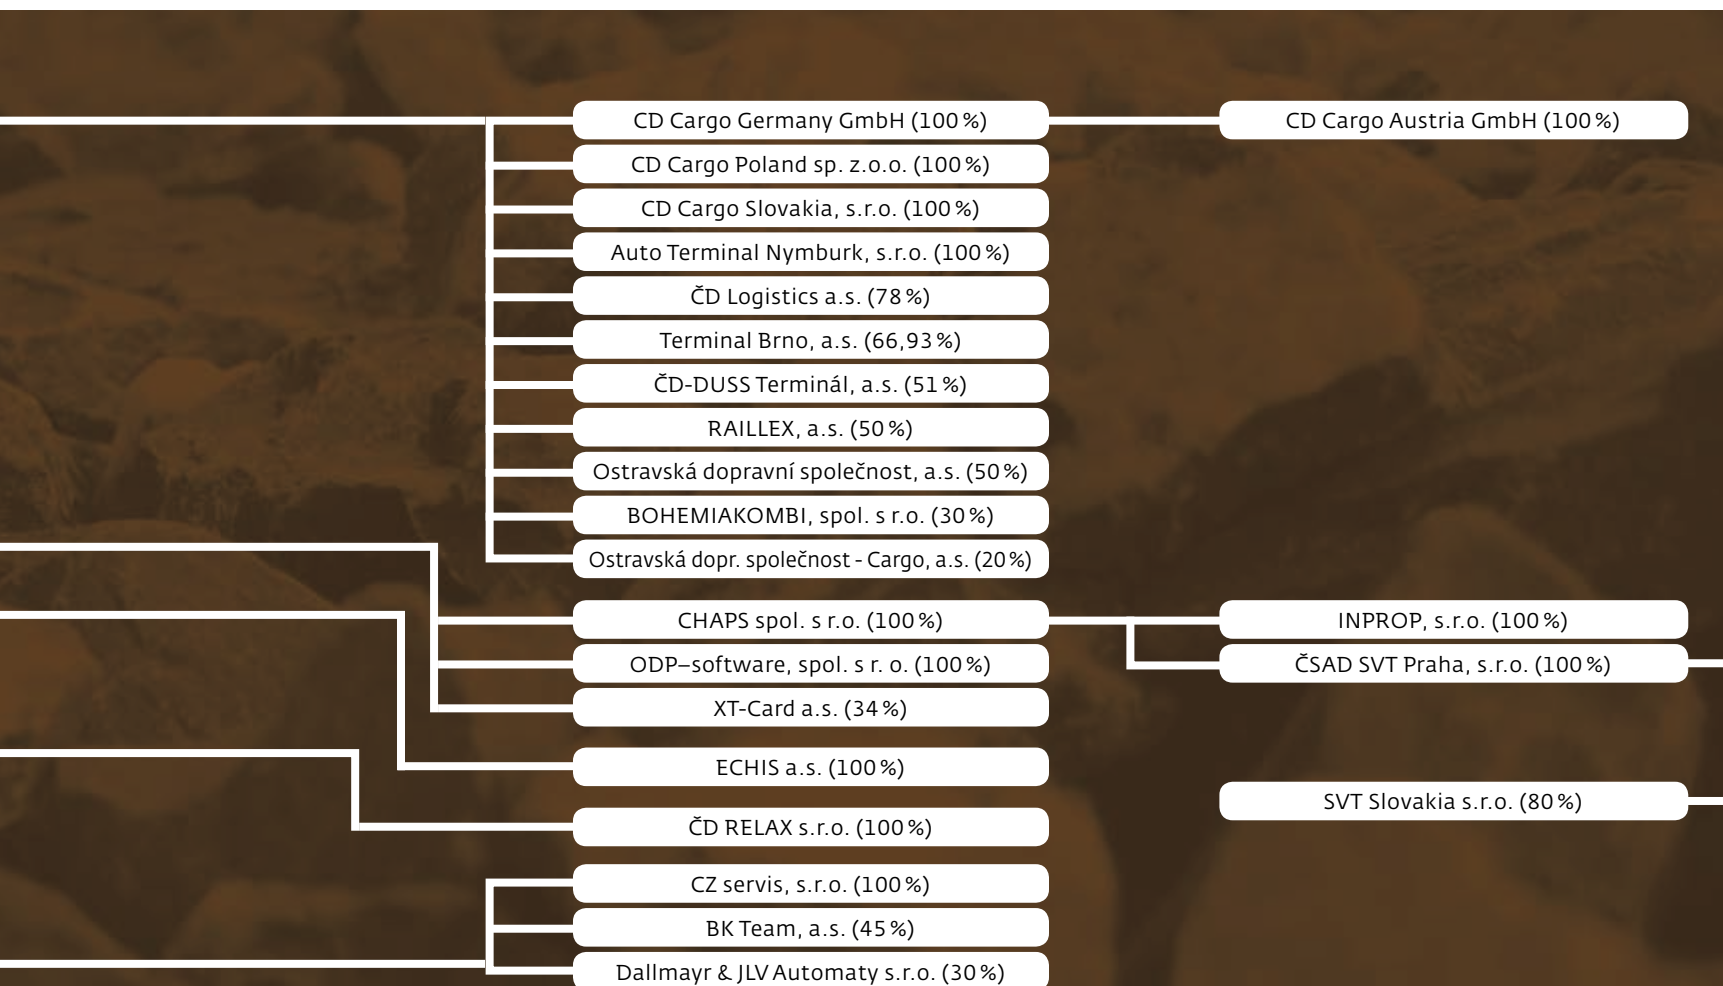 CD Cargo Germany GmbH (100 %)
CD Cargo Austria GmbH (100 %)
CD Cargo Poland sp. z.o.o. (100 %)
CD Cargo Slovakia, s.r.o. (100 %)
Auto Terminal Nymburk, s.r.o. (100 %)
ČD Logistics a.s. (78 %)
Terminal Brno, a.s. (66,93 %)
ČD-DUSS Terminál, a.s. (51 %)
RAILLEX, a.s. (50 %)
Ostravská dopravní společnost, a.s. (50 %)
BOHEMIAKOMBI, spol. s r.o. (30 %)
Ostravská dopr. společnost - Cargo, a.s. (20 %)
CHAPS spol. s r.o. (100 %)
INPROP, s.r.o. (100 %)
ODP–software, spol. s r. o. (100 %)
ČSAD SVT Praha, s.r.o. (100 %)
XT-Card a.s. (34 %)
ECHIS a.s. (100 %)
SVT Slovakia s.r.o. (80 %)
ČD RELAX s.r.o. (100 %)
CZ servis, s.r.o. (100 %)
BK Team, a.s. (45 %)
Dallmayr & JLV Automaty s.r.o. (30 %)